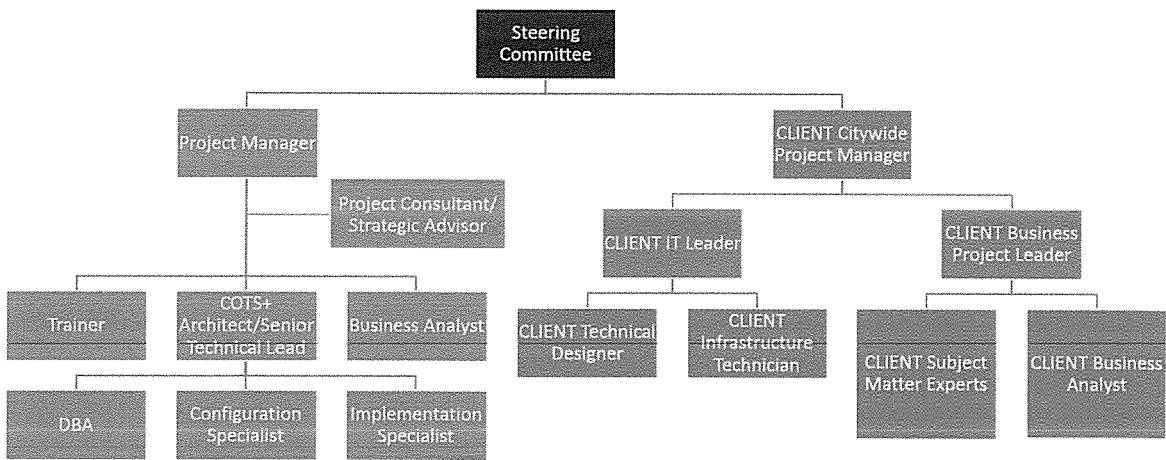 Steering
Committee
Project Manager
CLIENT Citywide
Project Manager
Project Consultant/
Strategic Advisor
CLIENT IT Leader
CLIENT Business
Project Leader
Trainer
COTS+
Architect/Senior
Technical Lead
Business Analyst
CLIENT Technical
Designer
CLIENT
Infrastructure
Technician
CLIENT Subject
Matter Experts
CLIENT Business
Analyst
DBA
Configuration
Specialist
Implementation
Specialist